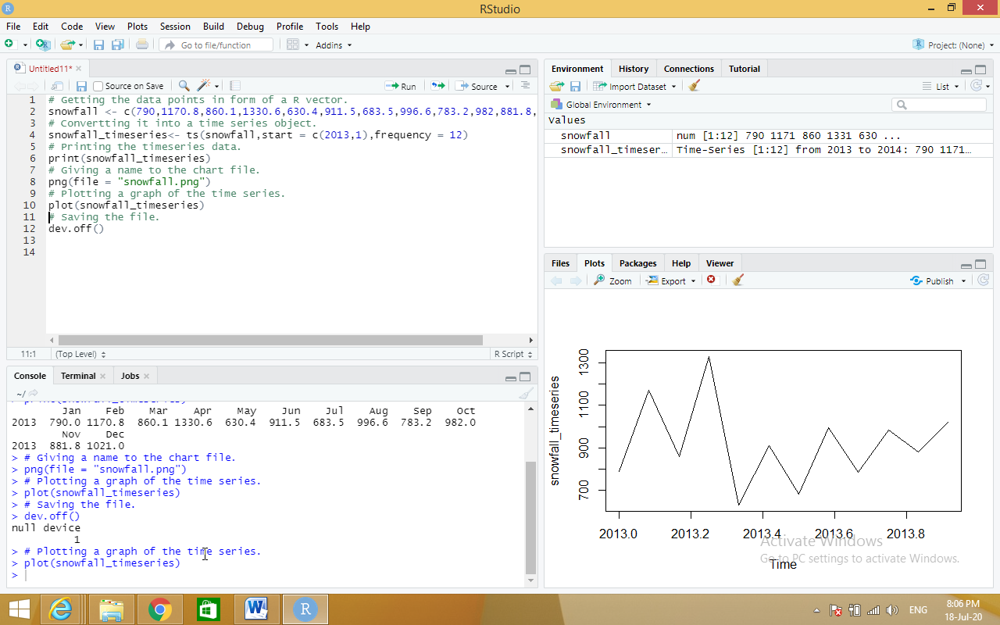 RStudio
File Edit Code View Plots Session Build Debug Profile Tools Help
Go to file/function Addins Project: (None)
Untitled11*
Source on Save Run Source
1 # Getting the data points in form of a R vector.
2 snowfall <- c(790,1170.8,860.1,1330.6,630.4,911.5,683.5,996.6,783.2,982,881.8,
3 # Convertting it into a time series object.
4 snowfall_timeseries<- ts(snowfall,start = c(2013,1),frequency = 12)
5 # Printing the timeseries data.
6 print(snowfall_timeseries)
7 # Giving a name to the chart file.
8 png(file = "snowfall.png")
9 # Plotting a graph of the time series.
10 plot(snowfall_timeseries)
11 # Saving the file.
12 dev.off()
13
14
11:1 (Top Level) R Script
Console Terminal Jobs
~/
> print(snowfall_timeseries)
Jan Feb Mar Apr May Jun Jul Aug Sep Oct
2013 790.0 1170.8 860.1 1330.6 630.4 911.5 683.5 996.6 783.2 982.0
Nov Dec
2013 881.8 1021.0
> # Giving a name to the chart file.
> png(file = "snowfall.png")
> # Plotting a graph of the time series.
> plot(snowfall_timeseries)
> # Saving the file.
> dev.off()
null device
1
> # Plotting a graph of the time series.
> plot(snowfall_timeseries)
>
Environment History Connections Tutorial
Import Dataset List
Global Environment
Values
snowfall num [1:12] 790 1171 860 1331 630 ...
snowfall_timeser… Time-Series [1:12] from 2013 to 2014: 790 1171…
Files Plots Packages Help Viewer
Zoom Export Publish
snowfall_timeseries
1300
1100
900
700
2013.0 2013.2 2013.4 2013.6 2013.8
Time
Activate Windows
Go to PC settings to activate Windows.
ENG
8:06 PM
18-Jul-20